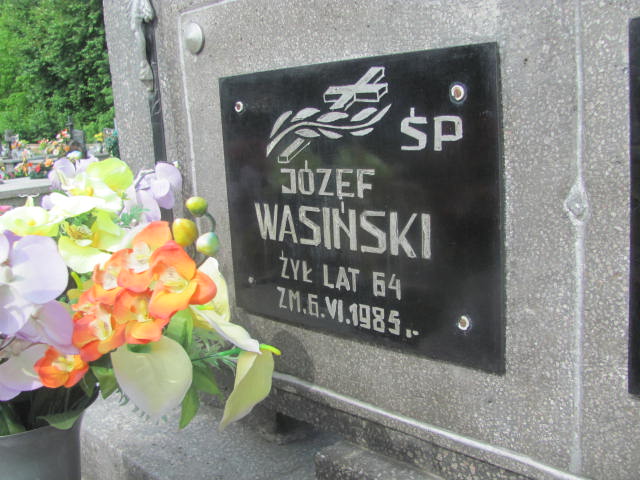 ŚP
JÓZEF
WASIŃSKI
ŻYŁ LAT 64
ZM.6.VI.1985.-